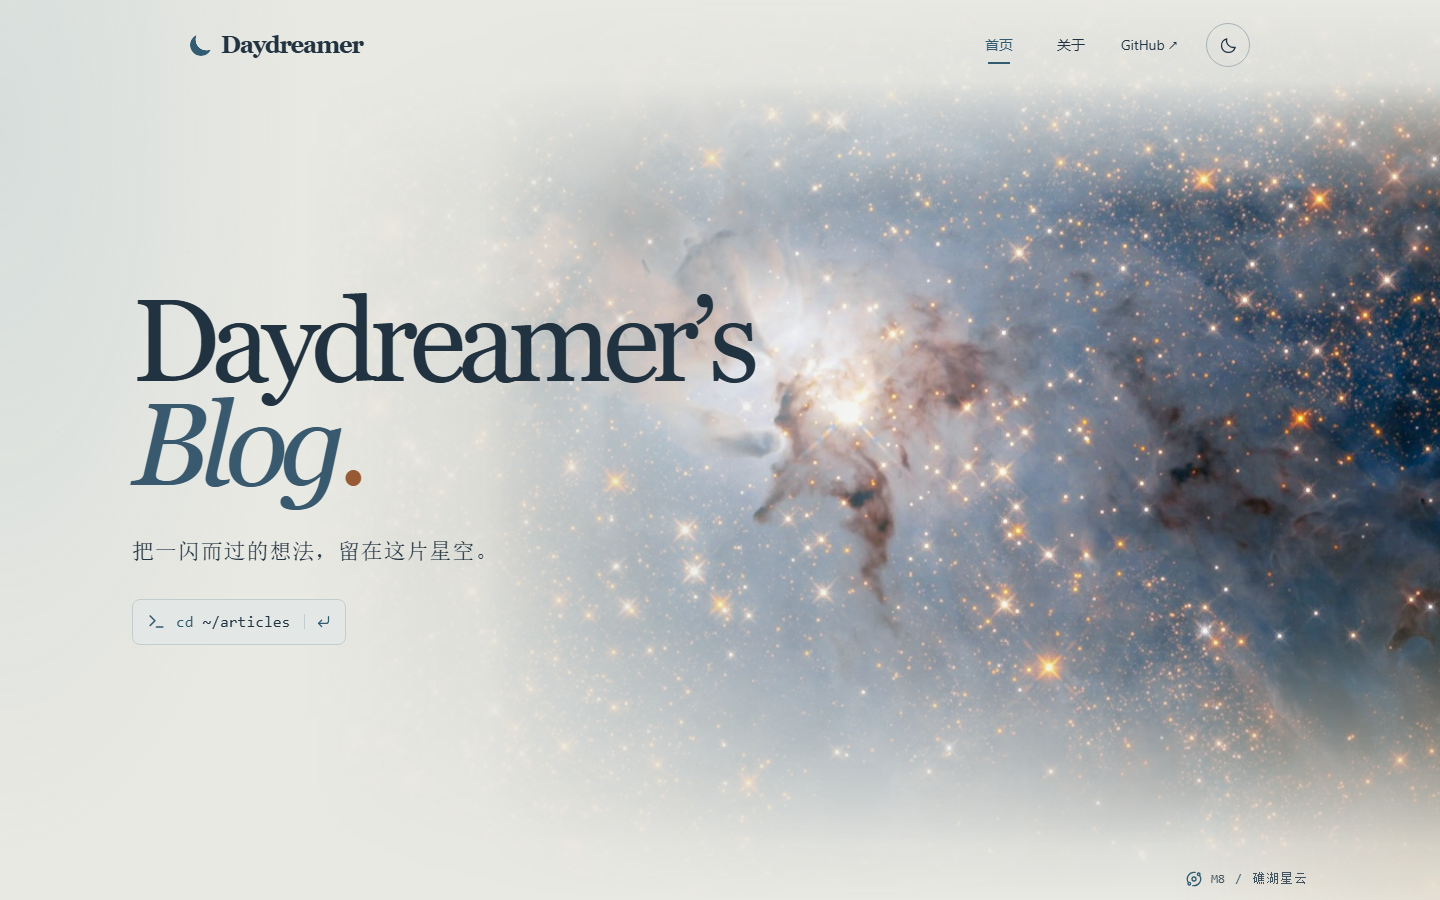 Daydreamer
首页
关于
GitHub ↗
Daydreamer’s
Blog.
把一闪而过的想法，留在这片星空。
cd ~/articles
M8 / 礁湖星云